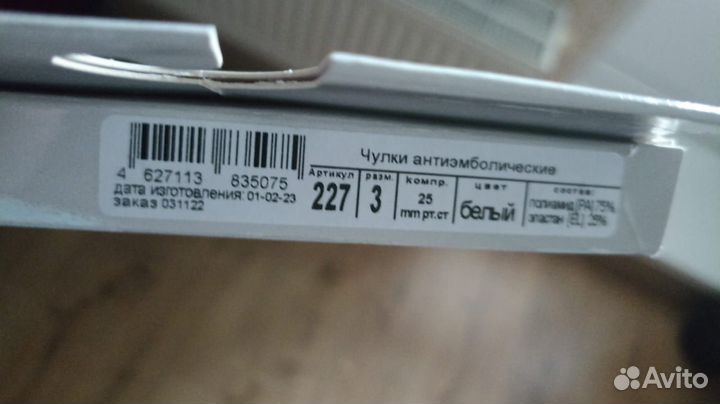 Чулки антиэмболические
4 627113 835075
дата изготовления: 01-02-23
заказ 031122
Артикул
227
разм.
3
компр.
25
mm рт.ст
цвет
белый
состав:
полиамид (PA) 75%,
эластан (EL) 25%
Avito